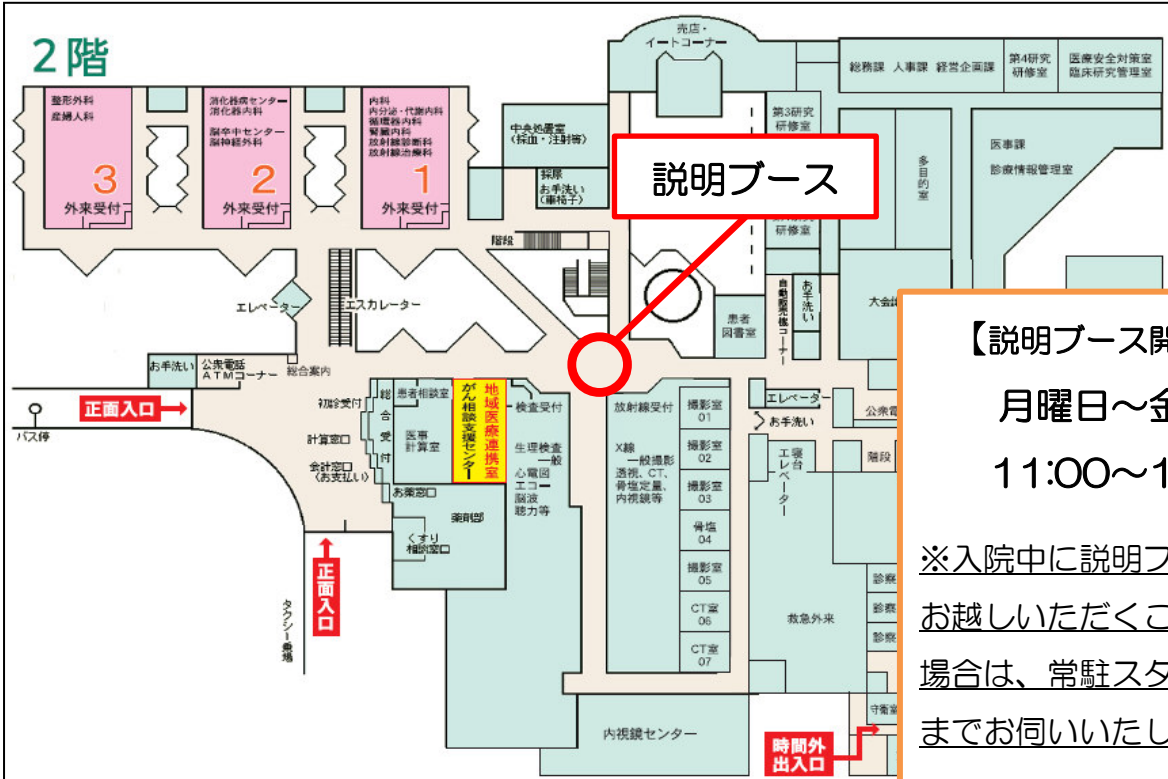 2階
整形外科
産婦人科
3
外来受付
消化器病センター
消化器内科
脳卒中センター
脳神経外科
2
外来受付
内科
内分泌・代謝内科
循環器内科
腎臓内科
放射線診断科
放射線治療科
1
外来受付
中央処置室
(採血・注射等)
採尿
お手洗い
(車椅子)
階段
売店・
イートコーナー
総務課 人事課 経営企画課
第4研究
研修室
医療安全対策室
臨床研究管理室
第3研究
研修室
研修室
多目的室
医事課
診療情報管理室
説明ブース
エレベーター
エスカレーター
患者
図書室
自動販売機コーナー
お手洗い
大会
お手洗い
公衆電話
ATMコーナー
総合案内
正面入口
バス停
初診受付
計算窓口
会計窓口
(お支払い)
総合受付
患者相談室
医事
計算室
地域医療連携室
がん相談支援センター
お薬窓口
薬剤部
くすり
相談窓口
正面入口
タクシー乗場
検査受付
生理検査
一般
心電図
エコー
脳波
聴力等
放射線受付
X線
一般撮影
透視、CT、
骨塩定量、
内視鏡等
撮影室
01
撮影室
02
撮影室
03
骨塩
04
撮影室
05
CT室
06
CT室
07
エレベーター
お手洗い
寝台
エレベーター
公衆電
階段
救急外来
診察
診察
診察
守衛室
時間外
出入口
内視鏡センター
【説明ブース開
月曜日～金
11:00～1
※入院中に説明ブ
お越しいただくこ
場合は、常駐スタ
までお伺いいたし